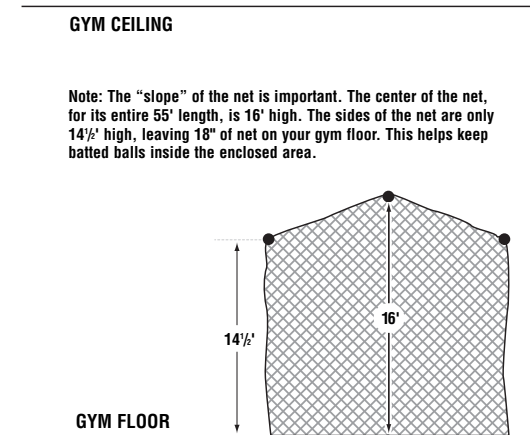 GYM CEILING
Note: The “slope” of the net is important. The center of the net,
for its entire 55' length, is 16' high. The sides of the net are only
14½' high, leaving 18" of net on your gym floor. This helps keep
batted balls inside the enclosed area.
16'
14½'
GYM FLOOR